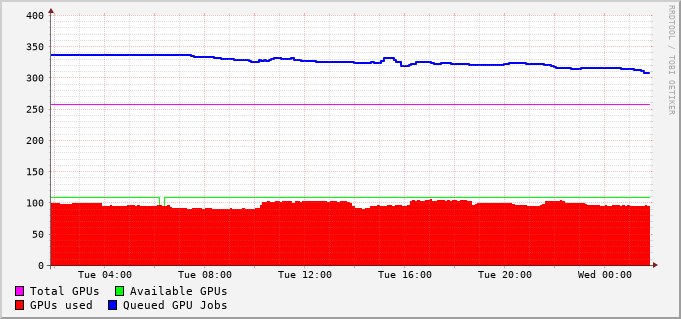 400
350
300
250
200
150
100
50
0
Tue 04:00 Tue 08:00 Tue 12:00 Tue 16:00 Tue 20:00 Wed 00:00
Total GPUs Available GPUs
GPUs used Queued GPU Jobs
RRDTOOL / TOBI OETIKER